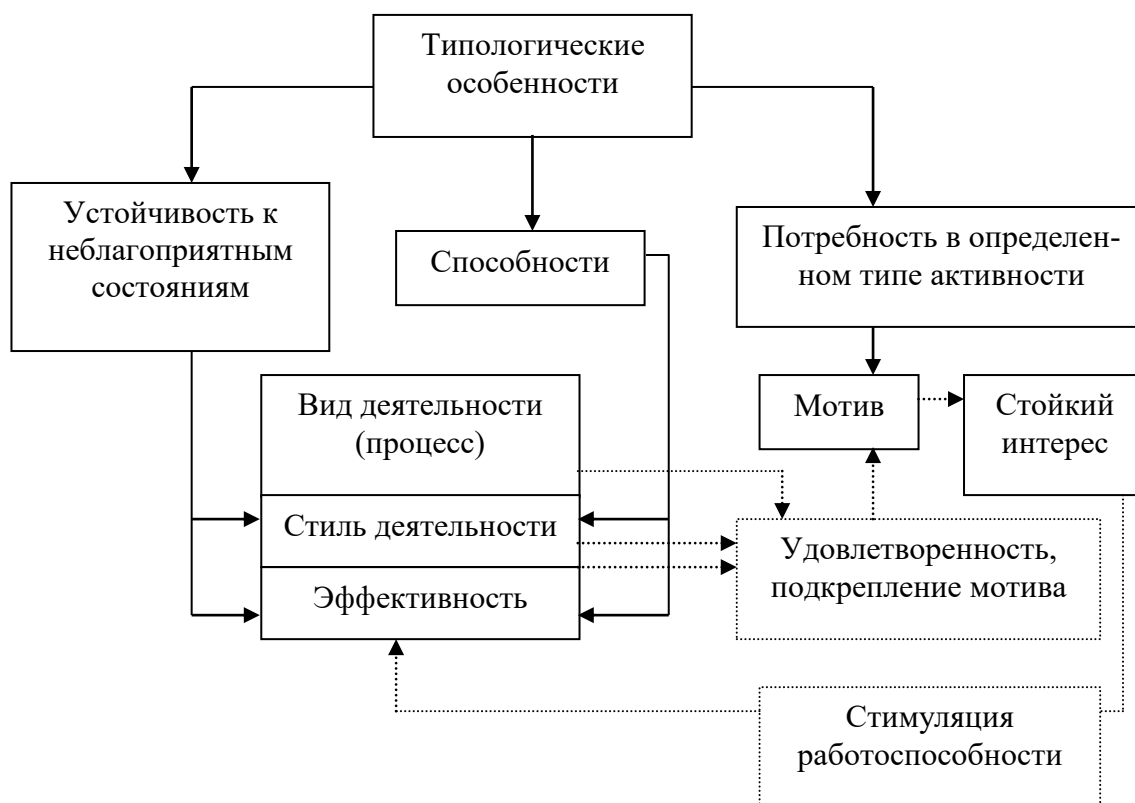 Типологические
особенности
Устойчивость к
неблагоприятным
состояниям
Способности
Потребность в определен-
ном типе активности
Вид деятельности
(процесс)
Мотив
Стойкий
интерес
Стиль деятельности
Удовлетворенность,
подкрепление мотива
Эффективность
Стимуляция
работоспособности